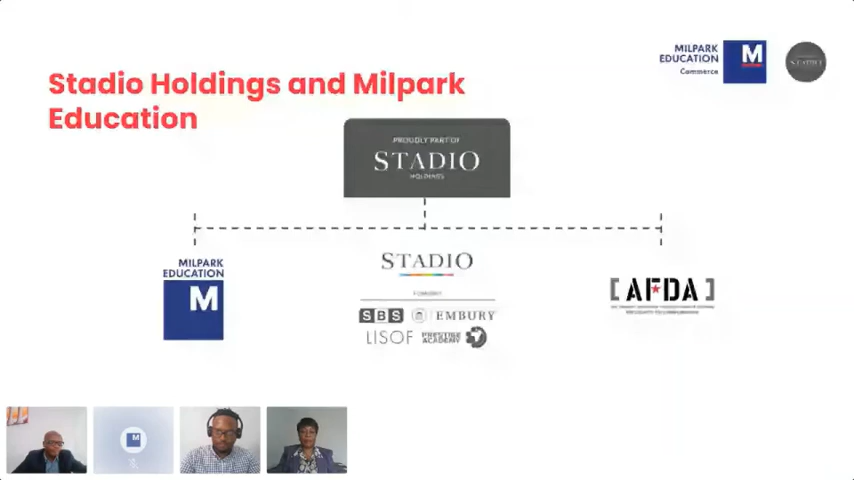 MILPARK
EDUCATION
Commerce
STADIO
Stadio Holdings and Milpark
Education
PROUDLY PART OF
STADIO
HOLDINGS
MILPARK
EDUCATION
M
STADIO
FORMERLY
SBS EMBURY
LISOF PRESTIGE
ACADEMY
[AFDA]
M